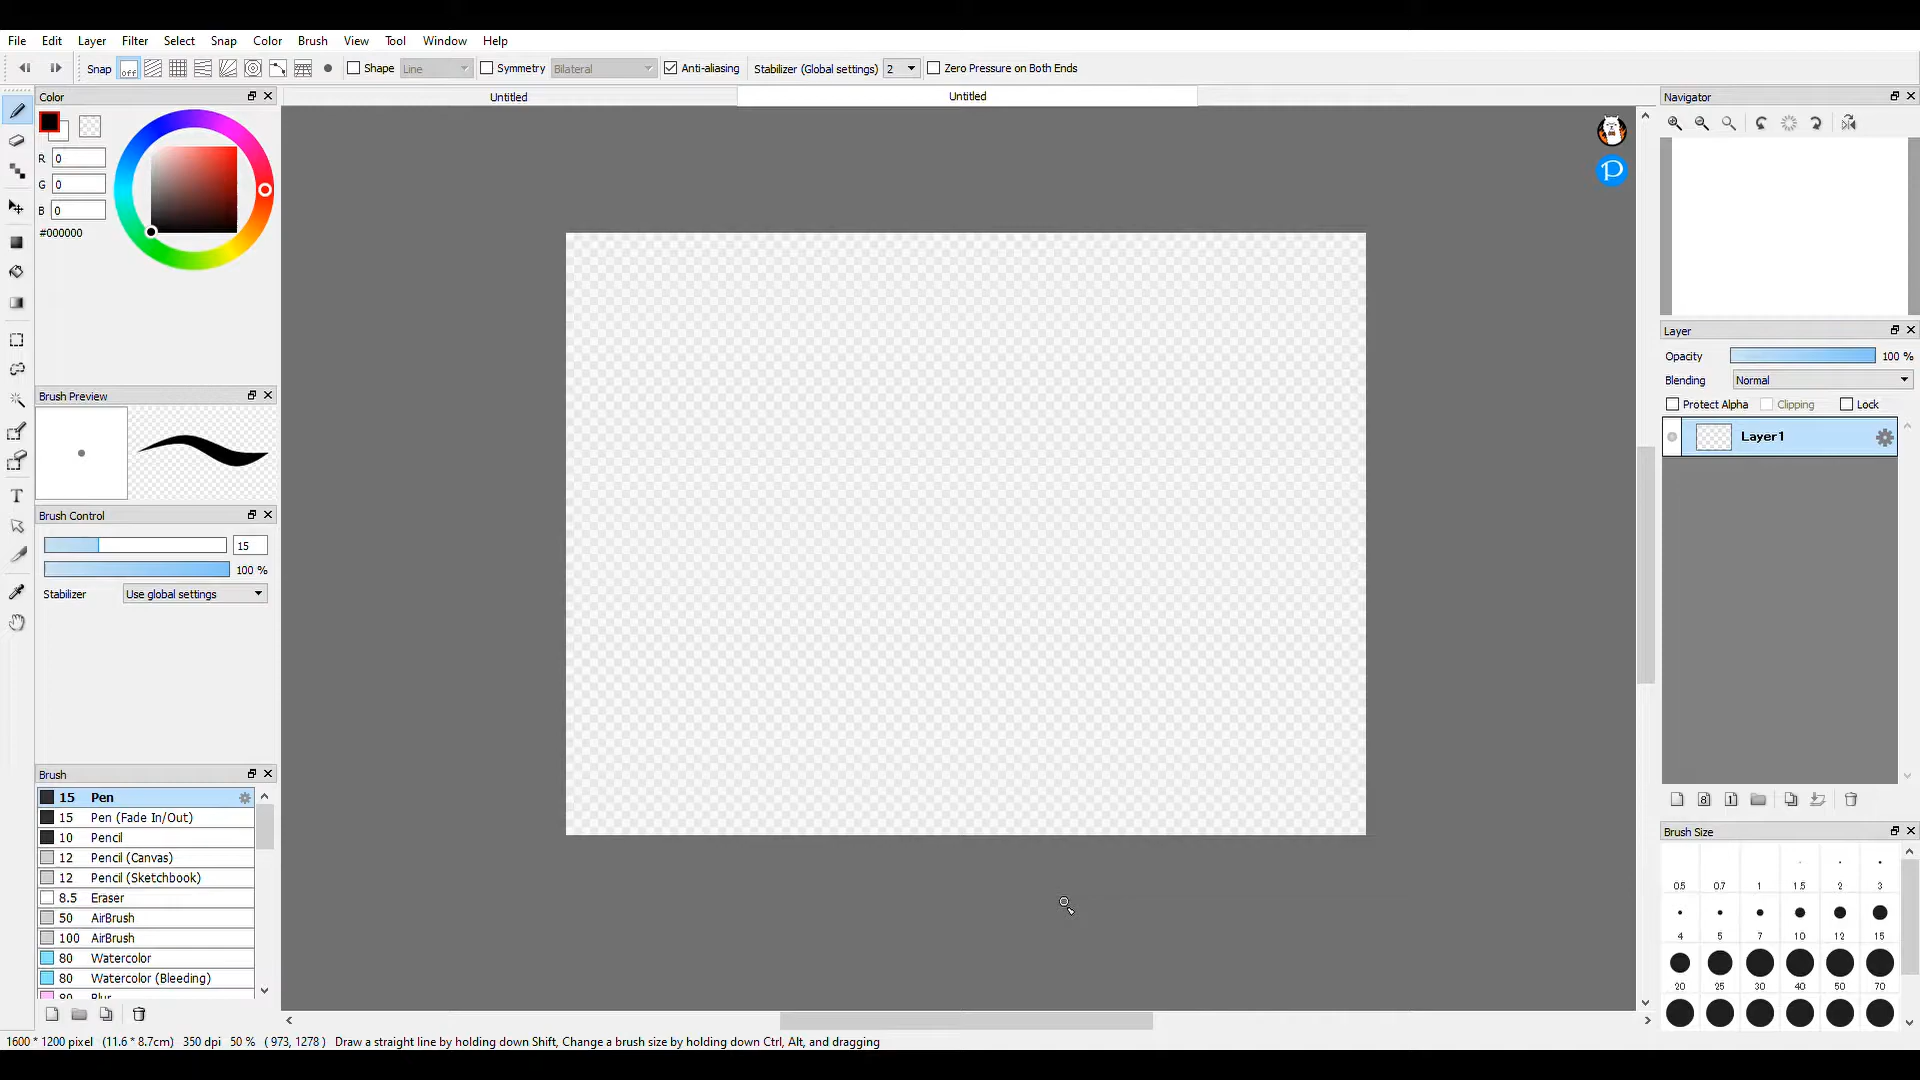 File Edit Layer Filter Select Snap Color Brush View Tool Window Help
Snap off Shape Line Symmetry Bilateral Anti-aliasing Stabilizer (Global settings) 2 Zero Pressure on Both Ends
Color
R 0
G 0
B 0
#000000
Brush Preview
Brush Control
15
100 %
Stabilizer Use global settings
Brush
15 Pen
15 Pen (Fade In/Out)
10 Pencil
12 Pencil (Canvas)
12 Pencil (Sketchbook)
8.5 Eraser
50 AirBrush
100 AirBrush
80 Watercolor
80 Watercolor (Bleeding)
80 Blur
T
Untitled Untitled
P
Navigator
Layer
Opacity 100 %
Blending Normal
Protect Alpha Clipping Lock
Layer1
8 1
Brush Size
0.5 0.7 1 1.5 2 3
4 5 7 10 12 15
20 25 30 40 50 70
1600 * 1200 pixel (11.6 * 8.7cm) 350 dpi 50 % ( 973, 1278 ) Draw a straight line by holding down Shift, Change a brush size by holding down Ctrl, Alt, and dragging